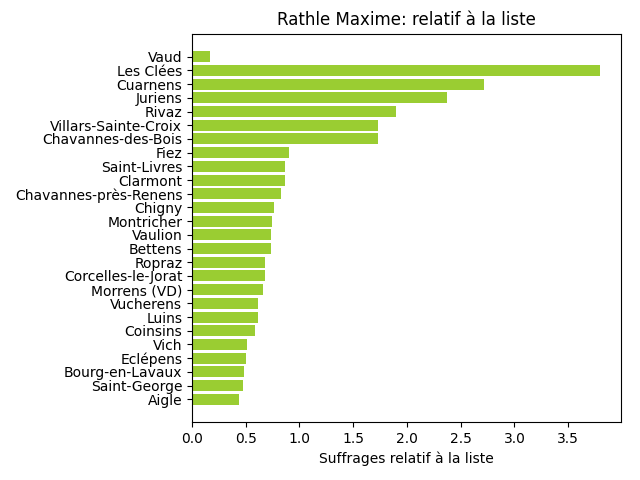 Rathle Maxime: relatif à la liste
Vaud
Les Clées
Cuarnens
Juriens
Rivaz
Villars-Sainte-Croix
Chavannes-des-Bois
Fiez
Saint-Livres
Clarmont
Chavannes-près-Renens
Chigny
Montricher
Vaulion
Bettens
Ropraz
Corcelles-le-Jorat
Morrens (VD)
Vucherens
Luins
Coinsins
Vich
Eclépens
Bourg-en-Lavaux
Saint-George
Aigle
0.0 0.5 1.0 1.5 2.0 2.5 3.0 3.5
Suffrages relatif à la liste